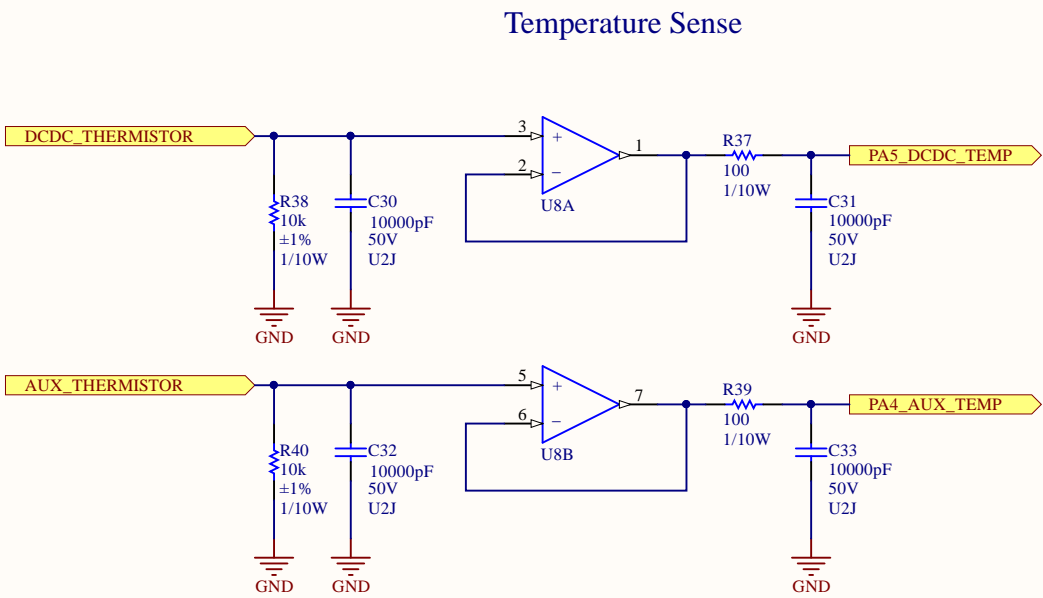 Temperature Sense
DCDC_THERMISTOR
3
+
2
−
1
U8A
R37
100
1/10W
PA5_DCDC_TEMP
R38
10k
±1%
1/10W
C30
10000pF
50V
U2J
C31
10000pF
50V
U2J
GND
GND
GND
AUX_THERMISTOR
5
+
6
−
7
U8B
R39
100
1/10W
PA4_AUX_TEMP
R40
10k
±1%
1/10W
C32
10000pF
50V
U2J
C33
10000pF
50V
U2J
GND
GND
GND